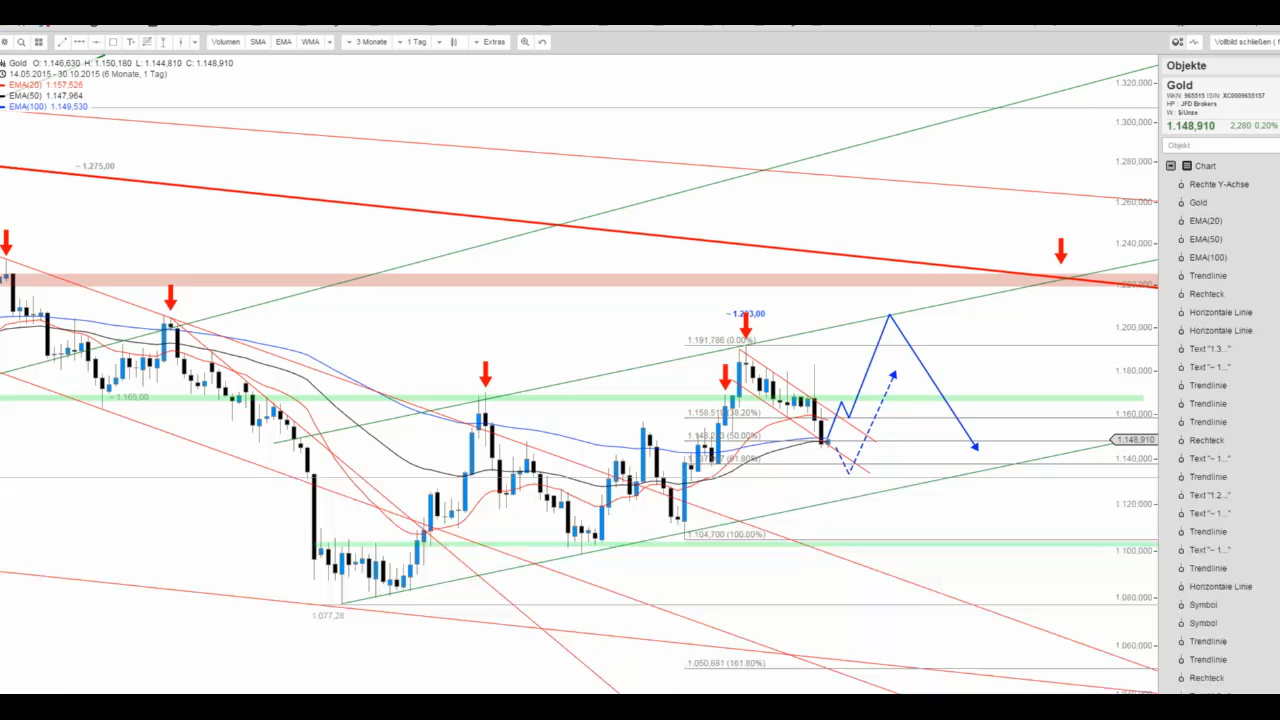 Volumen SMA EMA WMA 3 Monate 1 Tag Extras Vollbild schließen (
Gold O: 1.146,630 H: 1.150,180 L: 1.144,810 C: 1.148,910
14.05.2015 - 30.10.2015 (6 Monate, 1 Tag)
EMA(20) 1.157,526
EMA(50) 1.147,964
EMA(100) 1.149,530
~ 1.275,00
~ 1.165,00
1.077,28
1.191,786 (0.00%)
(38.20%)
(50.00%)
(61.80%)
1.104,700 (100.00%)
1.050,881 (161.80%)
1.320,000
1.300,000
1.280,000
1.260,000
1.240,000
1.200,000
1.180,000
1.160,000
1.148,910
1.140,000
1.120,000
1.100,000
1.080,000
1.060,000
Objekte
Gold
WKN: 965515 ISIN: XC0009655157
HP : JFD Brokers
W : $/Unze
1.148,910 2,280 0,20%
Objekt
Chart
Rechte Y-Achse
Gold
EMA(20)
EMA(50)
EMA(100)
Trendlinie
Rechteck
Horizontale Linie
Horizontale Linie
Text "1.3..."
Text "~ 1..."
Trendlinie
Trendlinie
Trendlinie
Rechteck
Text "~ 1..."
Trendlinie
Text "1.2..."
Text "~ 1..."
Trendlinie
Text "~ 1..."
Trendlinie
Horizontale Linie
Symbol
Symbol
Trendlinie
Trendlinie
Rechteck